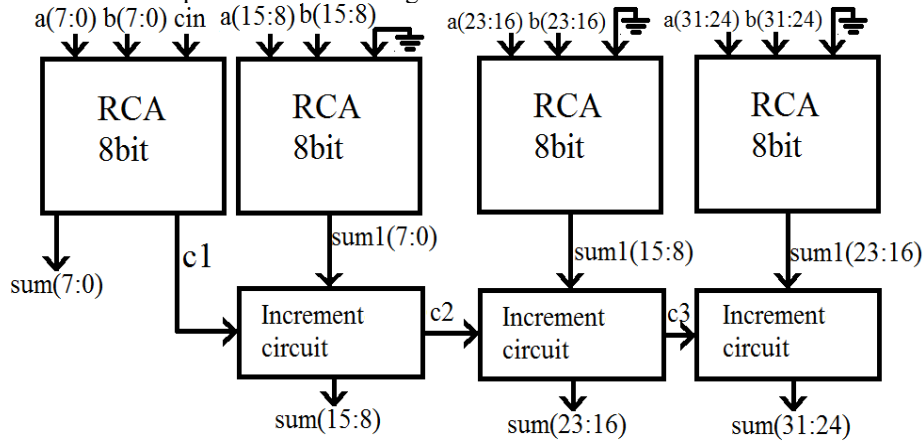 a(7:0) b(7:0) cin a(15:8) b(15:8) a(23:16) b(23:16) a(31:24) b(31:24)
RCA
8bit
RCA
8bit
RCA
8bit
RCA
8bit
sum(7:0)
c1
sum1(7:0)
sum1(15:8)
sum1(23:16)
Increment
circuit
c2
Increment
circuit
c3
Increment
circuit
sum(15:8)
sum(23:16)
sum(31:24)